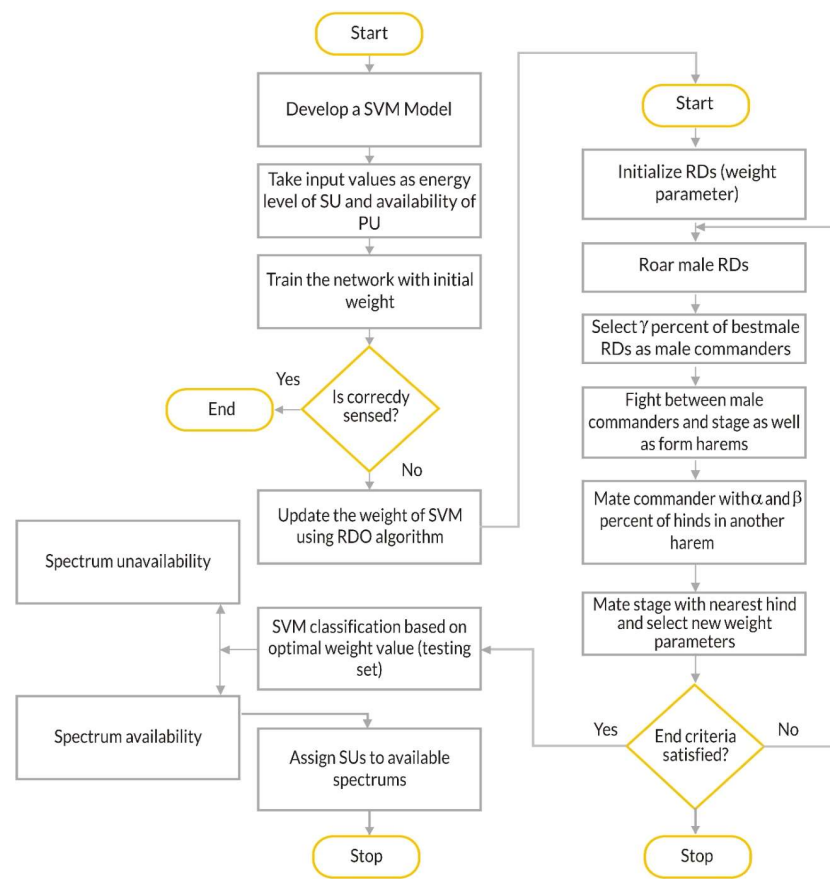 Start
Develop a SVM Model
Take input values as energy
level of SU and availability of
PU
Train the network with initial
weight
Yes
Is correcdy
sensed?
End
No
Update the weight of SVM
using RDO algorithm
Spectrum unavailability
SVM classification based on
optimal weight value (testing
set)
Spectrum availability
Assign SUs to available
spectrums
Stop
Start
Initialize RDs (weight
parameter)
Roar male RDs
Select γ percent of bestmale
RDs as male commanders
Fight between male
commanders and stage as well
as form harems
Mate commander with α and β
percent of hinds in another
harem
Mate stage with nearest hind
and select new weight
parameters
Yes
End criteria
satisfied?
No
Stop